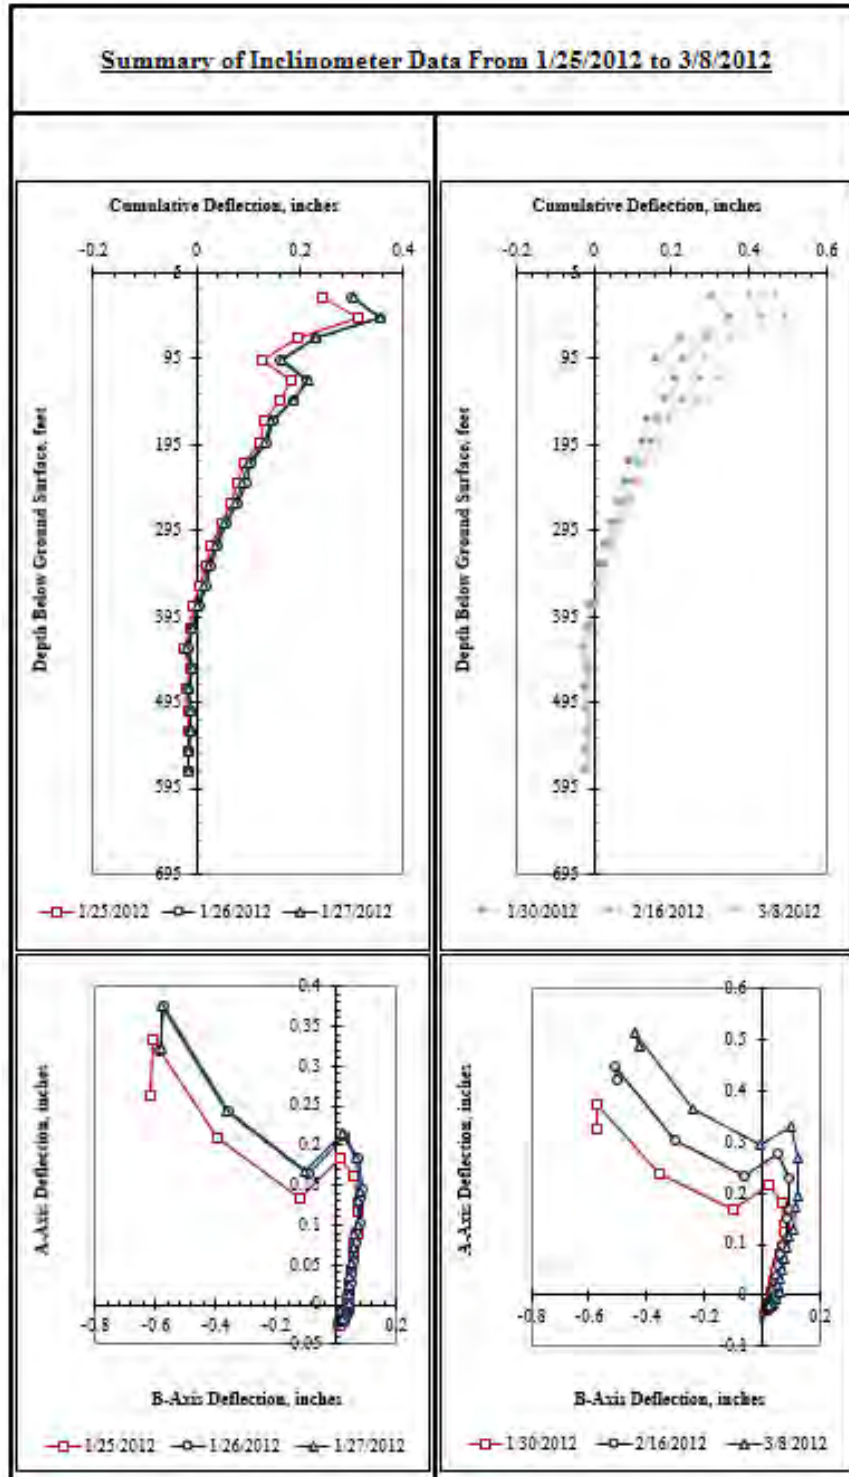 Summary of Inclinometer Data From 1/25/2012 to 3/8/2012
Cumulative Deflection, inches
-0.2 0 0.2 0.4
5
95
195
295
395
495
595
695
Depth Below Ground Surface, feet
1/25/2012 1/26/2012 1/27/2012
Cumulative Deflection, inches
-0.2 0 0.2 0.4 0.6
5
95
195
295
395
495
595
695
Depth Below Ground Surface, feet
1/30/2012 2/16/2012 3/8/2012
0.4
0.35
0.3
0.25
0.2
0.15
0.1
0.05
0
-0.05
A-Axis Deflection, inches
-0.8 -0.6 -0.4 -0.2 0 0.2
B-Axis Deflection, inches
1/25/2012 1/26/2012 1/27/2012
0.6
0.5
0.4
0.3
0.2
0.1
0
-0.1
A-Axis Deflection, inches
-0.8 -0.6 -0.4 -0.2 0 0.2
B-Axis Deflection, inches
1/30/2012 2/16/2012 3/8/2012